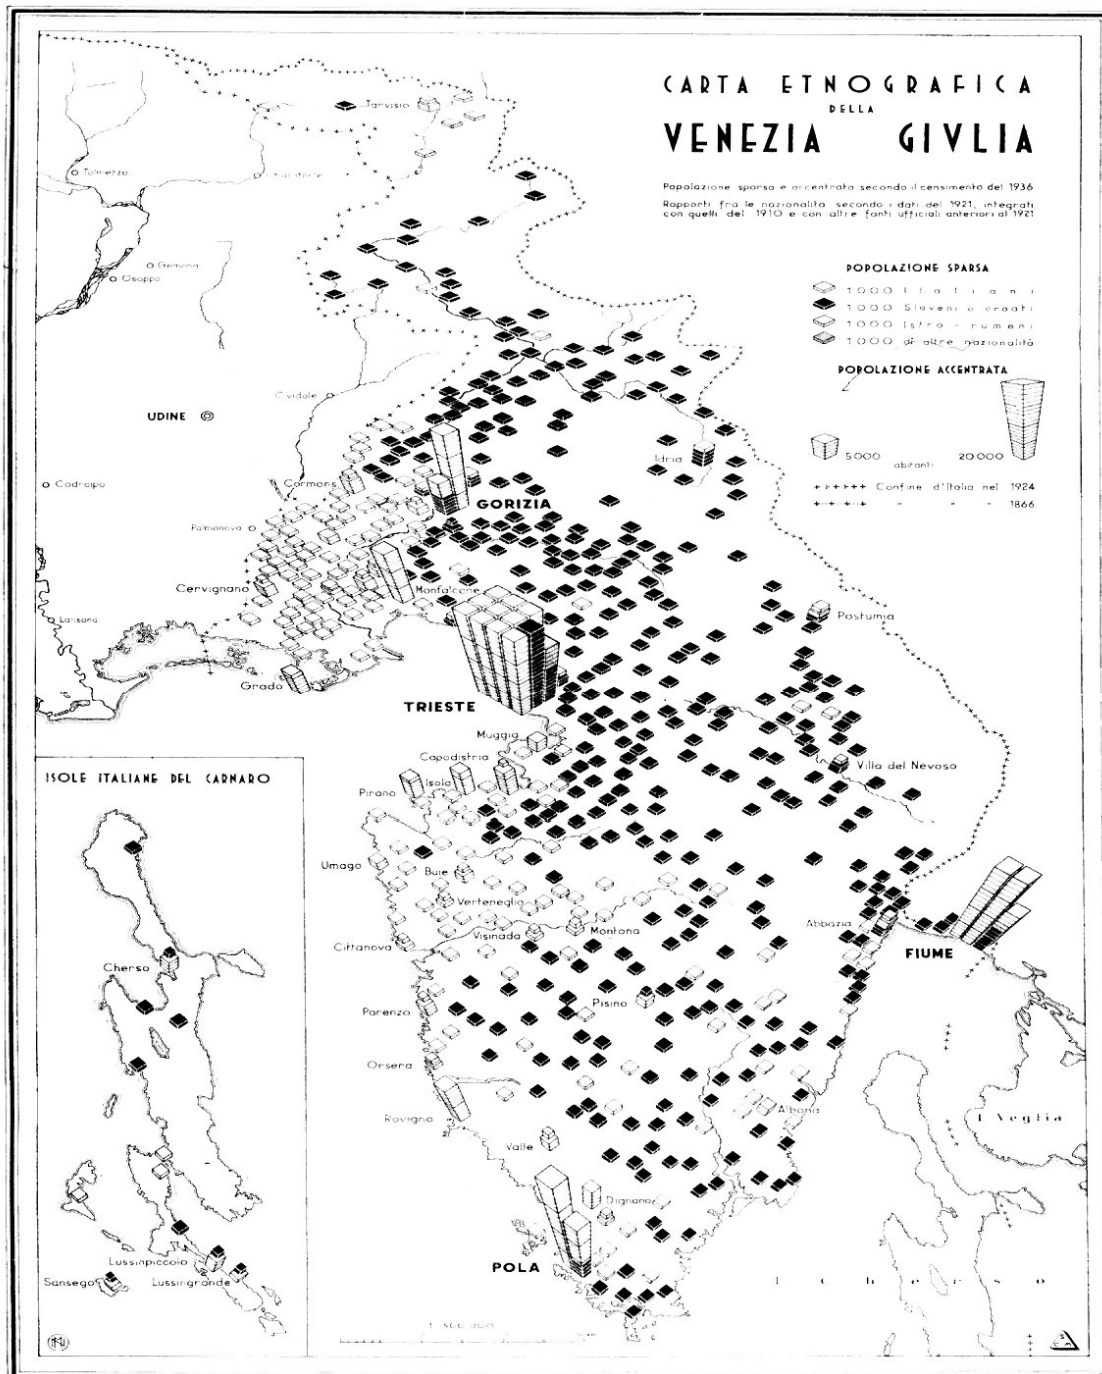 CARTA ETNOGRAFICA
DELLA
VENEZIA GIVLIA
Popolazione sparsa e accentrata secondo il censimento del 1936
Rapporti fra le nazionalità secondo i dati del 1921, integrati
con quelli del 1910 e con altre fonti ufficiali anteriori al 1921
POPOLAZIONE SPARSA
1000 Italiani
1000 Sloveni e croati
1000 Istro-rumeni
1000 di altre nazionalità
POPOLAZIONE ACCENTRATA
5000 abitanti 20000
Confine d'Italia nel 1924
" " " 1866
Tarvisio
Tolmezzo
Gemona
Osoppo
Cividale
UDINE
Idria
Cormons
Codroipo
GORIZIA
Palmanova
Cervignano
Monfalcone
Latisana
Postumia
Grado
TRIESTE
Muggia
Capodistria
Villa del Nevoso
Isola
Pirano
ISOLE ITALIANE DEL CARNARO
Umago
Buie
Verteneglio
Abbazia
Montona
Visinada
Cittanova
FIUME
Cherso
Pisino
Parenzo
Orsera
Albona
Rovigno
I Veglia
Valle
Dignano
Lussinpiccolo
POLA
Sansego
Lussingrande
I Cherso